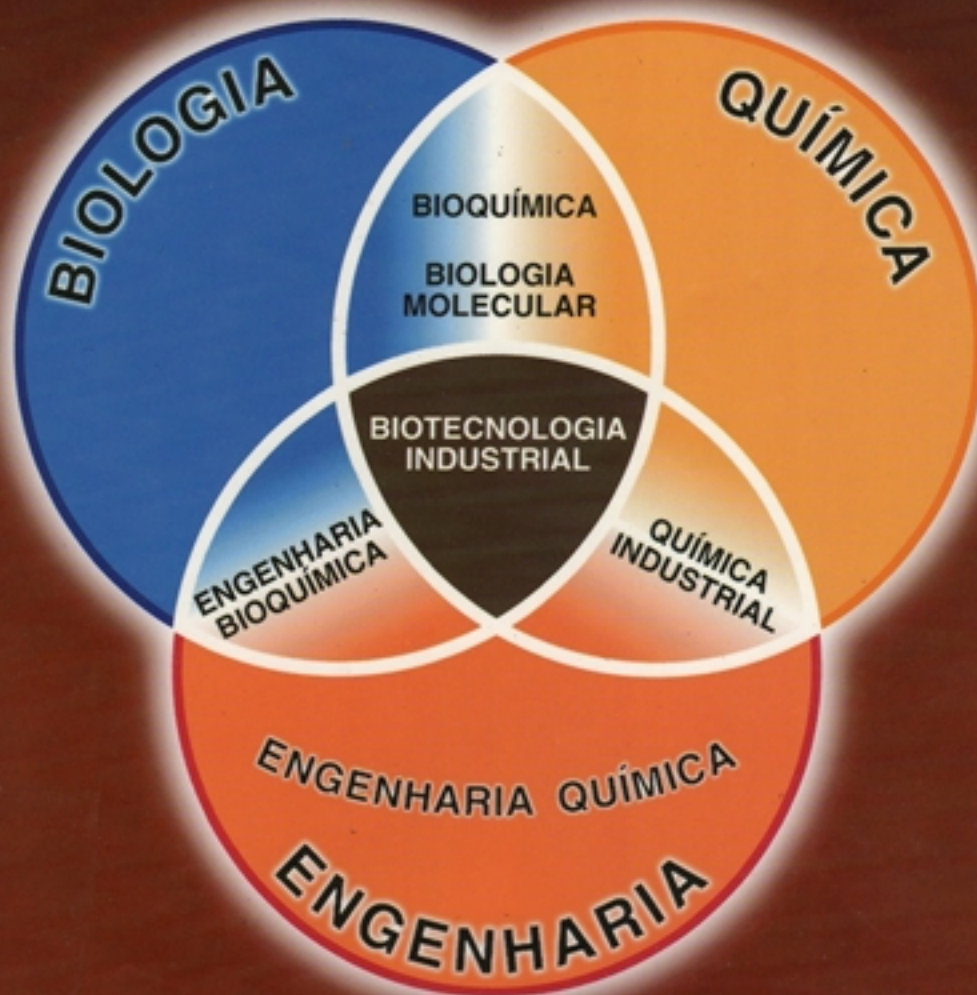 BIOLOGIA
QUÍMICA
BIOQUÍMICA
BIOLOGIA
MOLECULAR
BIOTECNOLOGIA
INDUSTRIAL
ENGENHARIA
BIOQUÍMICA
QUÍMICA
INDUSTRIAL
ENGENHARIA QUÍMICA
ENGENHARIA